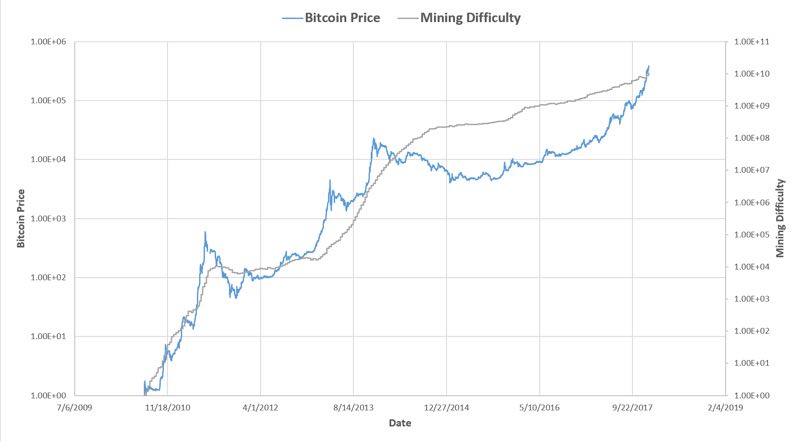 Bitcoin Price Mining Difficulty
1.00E+06 1.00E+11
1.00E+10
1.00E+05 1.00E+09
1.00E+08
1.00E+04 1.00E+07
1.00E+06
1.00E+03 1.00E+05
1.00E+04
1.00E+02 1.00E+03
1.00E+02
1.00E+01 1.00E+01
1.00E+00 1.00E+00
Bitcoin Price
Mining Difficulty
7/6/2009 11/18/2010 4/1/2012 8/14/2013 12/27/2014 5/10/2016 9/22/2017 2/4/2019
Date